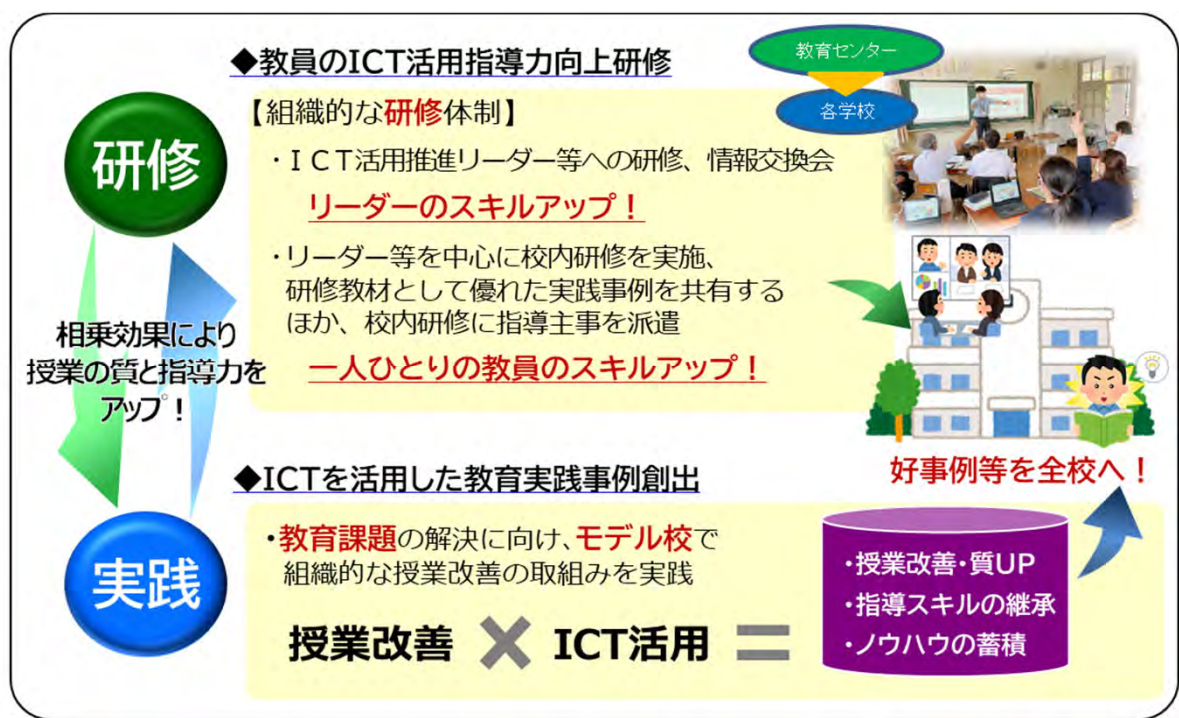 ◆教員のICT活用指導力向上研修
教育センター
各学校
研修
【組織的な研修体制】
・ＩＣＴ活用推進リーダー等への研修、情報交換会
リーダーのスキルアップ！
・リーダー等を中心に校内研修を実施、
研修教材として優れた実践事例を共有する
ほか、校内研修に指導主事を派遣
一人ひとりの教員のスキルアップ！
相乗効果により
授業の質と指導力を
アップ！
好事例等を全校へ！
◆ICTを活用した教育実践事例創出
実践
・教育課題の解決に向け、モデル校で
組織的な授業改善の取組みを実践
授業改善 × ICT活用 ＝
・授業改善・質UP
・指導スキルの継承
・ノウハウの蓄積